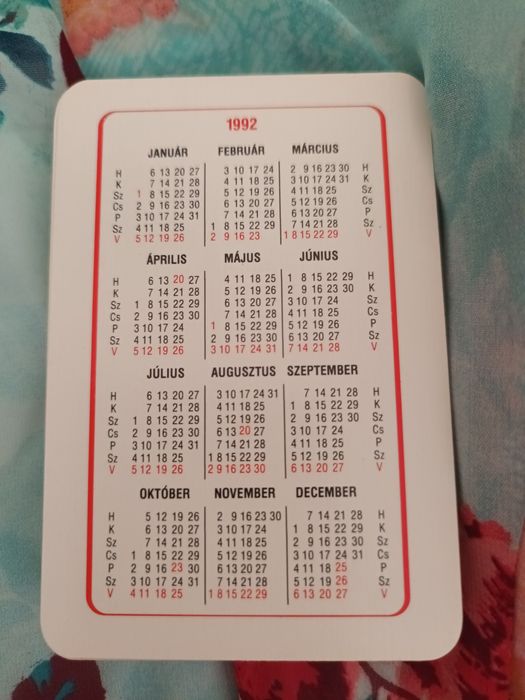 1992
JANUÁR FEBRUÁR MÁRCIUS
H 6 13 20 27 3 10 17 24 2 9 16 23 30 H
K 7 14 21 28 4 11 18 25 3 10 17 24 31 K
Sz 1 8 15 22 29 5 12 19 26 4 11 18 25 Sz
Cs 2 9 16 23 30 6 13 20 27 5 12 19 26 Cs
P 3 10 17 24 31 7 14 21 28 6 13 20 27 P
Sz 4 11 18 25 1 8 15 22 29 7 14 21 28 Sz
V 5 12 19 26 2 9 16 23 1 8 15 22 29 V
ÁPRILIS MÁJUS JÚNIUS
H 6 13 20 27 4 11 18 25 1 8 15 22 29 H
K 7 14 21 28 5 12 19 26 2 9 16 23 30 K
Sz 1 8 15 22 29 6 13 20 27 3 10 17 24 Sz
Cs 2 9 16 23 30 7 14 21 28 4 11 18 25 Cs
P 3 10 17 24 1 8 15 22 29 5 12 19 26 P
Sz 4 11 18 25 2 9 16 23 30 6 13 20 27 Sz
V 5 12 19 26 3 10 17 24 31 7 14 21 28 V
JÚLIUS AUGUSZTUS SZEPTEMBER
H 6 13 20 27 3 10 17 24 31 7 14 21 28 H
K 7 14 21 28 4 11 18 25 1 8 15 22 29 K
Sz 1 8 15 22 29 5 12 19 26 2 9 16 23 30 Sz
Cs 2 9 16 23 30 6 13 20 27 3 10 17 24 Cs
P 3 10 17 24 31 7 14 21 28 4 11 18 25 P
Sz 4 11 18 25 1 8 15 22 29 5 12 19 26 Sz
V 5 12 19 26 2 9 16 23 30 6 13 20 27 V
OKTÓBER NOVEMBER DECEMBER
H 5 12 19 26 2 9 16 23 30 7 14 21 28 H
K 6 13 20 27 3 10 17 24 1 8 15 22 29 K
Sz 7 14 21 28 4 11 18 25 2 9 16 23 30 Sz
Cs 1 8 15 22 29 5 12 19 26 3 10 17 24 31 Cs
P 2 9 16 23 30 6 13 20 27 4 11 18 25 P
Sz 3 10 17 24 31 7 14 21 28 5 12 19 26 Sz
V 4 11 18 25 1 8 15 22 29 6 13 20 27 V